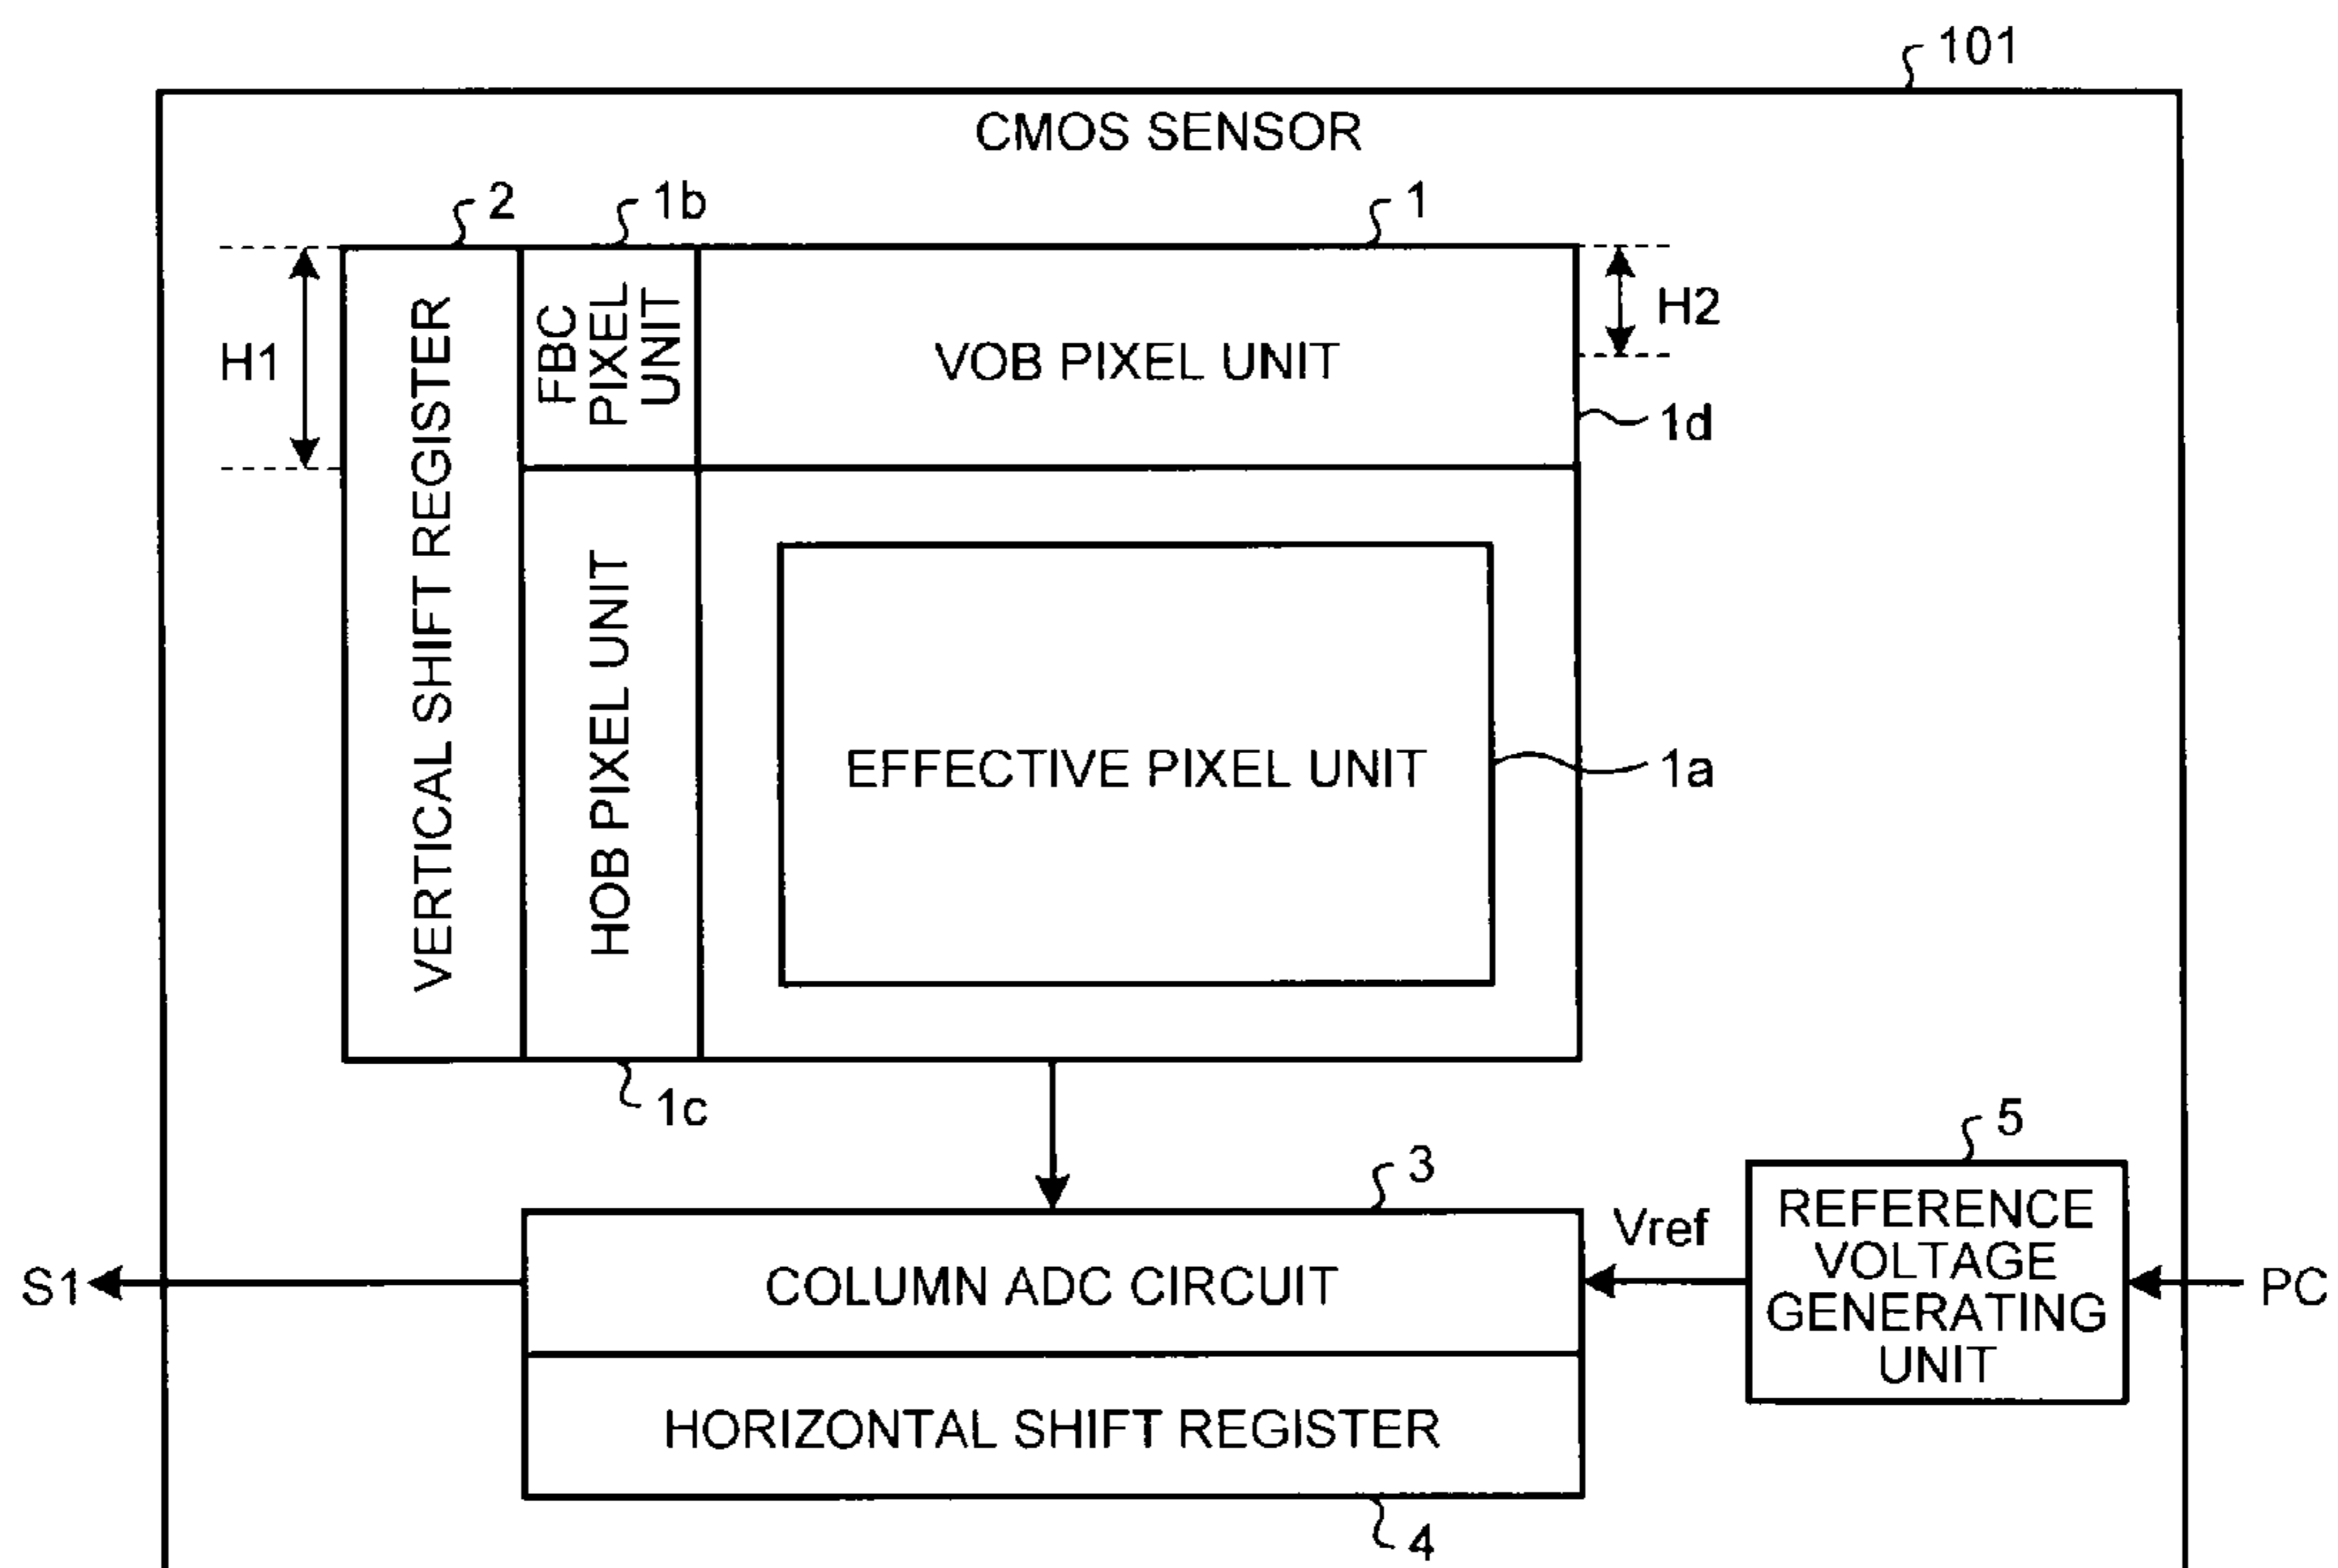 101
CMOS SENSOR
2
1b
1
H1
H2
VERTICAL SHIFT REGISTER
FBC
PIXEL
UNIT
VOB PIXEL UNIT
1d
HOB PIXEL UNIT
EFFECTIVE PIXEL UNIT
1a
1c
3
5
Vref
REFERENCE
VOLTAGE
GENERATING
UNIT
S1
COLUMN ADC CIRCUIT
PC
HORIZONTAL SHIFT REGISTER
4